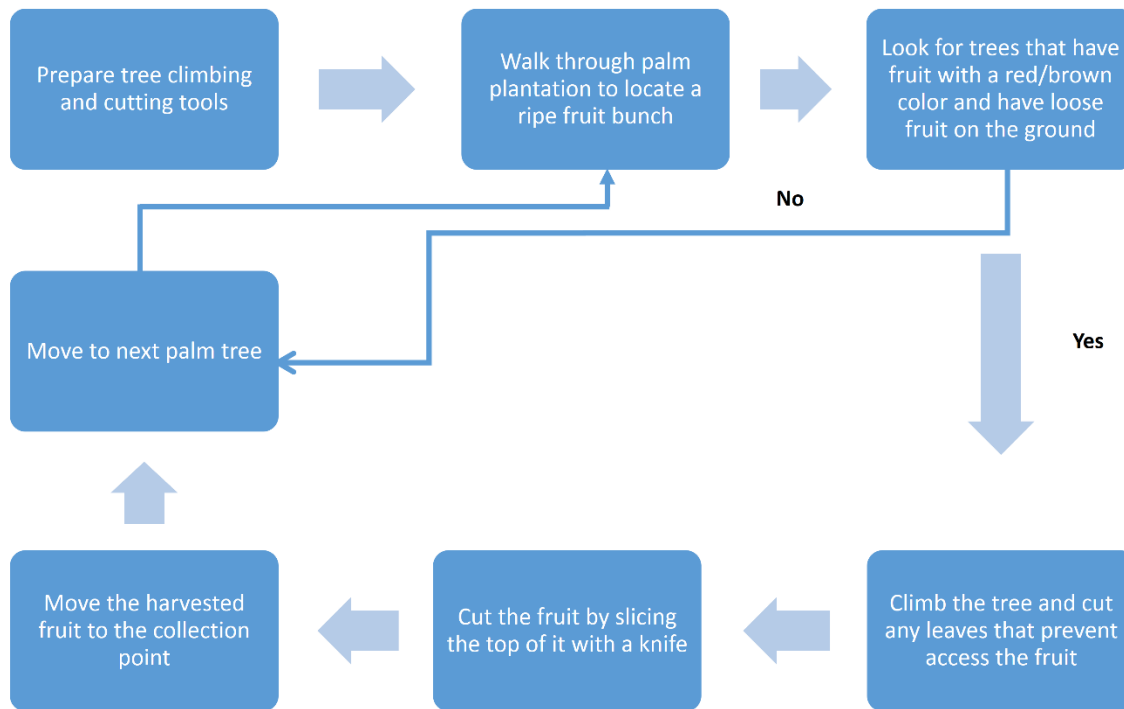 Prepare tree climbing
and cutting tools
Walk through palm
plantation to locate a
ripe fruit bunch
Look for trees that have
fruit with a red/brown
color and have loose
fruit on the ground
No
Move to next palm tree
Yes
Move the harvested
fruit to the collection
point
Cut the fruit by slicing
the top of it with a knife
Climb the tree and cut
any leaves that prevent
access the fruit